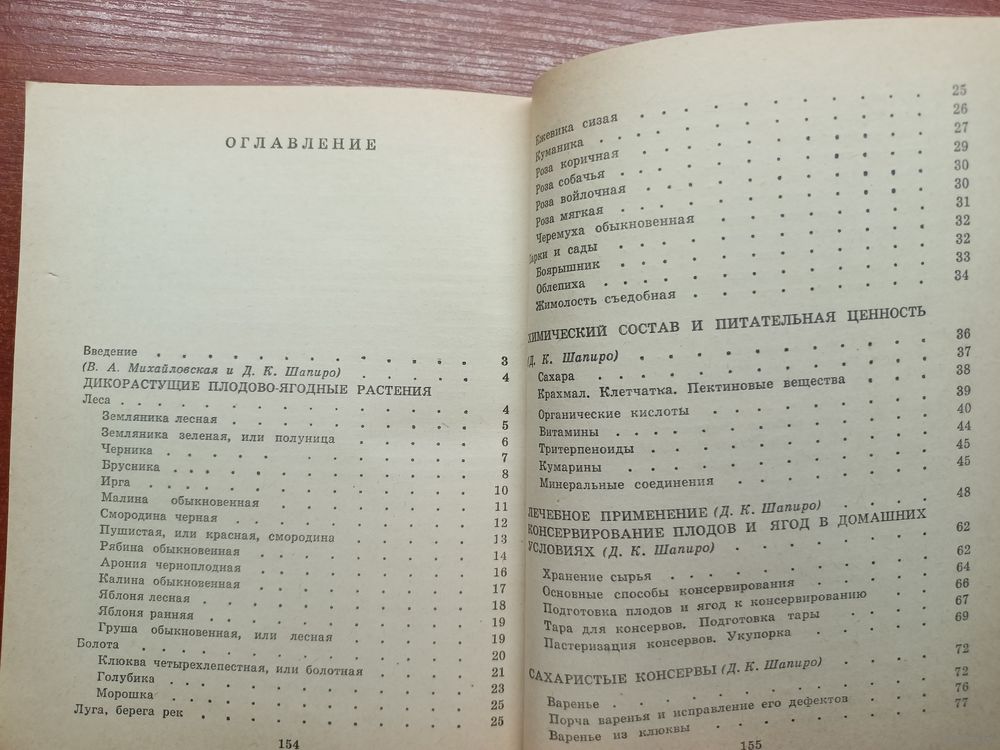 ОГЛАВЛЕНИЕ
Введение . . . . . . . . . . . . . 3
(В. А. Михайловская и Д. К. Шапиро) . . . . . . 4
ДИКОРАСТУЩИЕ ПЛОДОВО-ЯГОДНЫЕ РАСТЕНИЯ
Леса . . . . . . . . . . . . . . . 4
Земляника лесная . . . . . . . . . . 5
Земляника зеленая, или полуница . . . . . . 6
Черника . . . . . . . . . . . . . 7
Брусника . . . . . . . . . . . . 8
Ирга . . . . . . . . . . . . . . 10
Малина обыкновенная . . . . . . . . . 11
Смородина черная . . . . . . . . . . 12
Пушистая, или красная, смородина . . . . . . 13
Рябина обыкновенная . . . . . . . . . 14
Арония черноплодная . . . . . . . . . 16
Калина обыкновенная . . . . . . . . . 17
Яблоня лесная . . . . . . . . . . . 18
Яблоня ранняя . . . . . . . . . . . 19
Груша обыкновенная, или лесная . . . . . . 19
Болота . . . . . . . . . . . . . . 20
Клюква четырехлепестная, или болотная . . . . . 21
Голубика . . . . . . . . . . . . 23
Морошка . . . . . . . . . . . . . 25
Луга, берега рек . . . . . . . . . . . 25
154
Ежевика сизая . . . . . . . . . . . 25
Куманика . . . . . . . . . . . . 26
Роза коричная . . . . . . . . . . . 27
Роза собачья . . . . . . . . . . . 29
Роза войлочная . . . . . . . . . . 30
Роза мягкая . . . . . . . . . . . 30
Черемуха обыкновенная . . . . . . . . 31
Парки и сады . . . . . . . . . . . . 32
Боярышник . . . . . . . . . . . . 32
Облепиха . . . . . . . . . . . . 33
Жимолость съедобная . . . . . . . . . 34
ХИМИЧЕСКИЙ СОСТАВ И ПИТАТЕЛЬНАЯ ЦЕННОСТЬ
(Д. К. Шапиро) . . . . . . . . . . . 36
Сахара . . . . . . . . . . . . . 37
Крахмал. Клетчатка. Пектиновые вещества . . . . 38
Органические кислоты . . . . . . . . . 39
Витамины . . . . . . . . . . . . 40
Тритерпеноиды . . . . . . . . . . . 44
Кумарины . . . . . . . . . . . . 45
Минеральные соединения . . . . . . . . 45
ЛЕЧЕБНОЕ ПРИМЕНЕНИЕ (Д. К. Шапиро) . . . . 48
КОНСЕРВИРОВАНИЕ ПЛОДОВ И ЯГОД В ДОМАШНИХ
УСЛОВИЯХ (Д. К. Шапиро) . . . . . . . . 62
Хранение сырья . . . . . . . . . . 62
Основные способы консервирования . . . . . 64
Подготовка плодов и ягод к консервированию . . . 66
Тара для консервов. Подготовка тары . . . . . 67
Пастеризация консервов. Укупорка . . . . . 69
САХАРИСТЫЕ КОНСЕРВЫ (Д. К. Шапиро) . . . . 72
Варенье . . . . . . . . . . . . . 72
Порча варенья и исправление его дефектов . . . . 76
Варенье из клюквы . . . . . . . . . 77
155